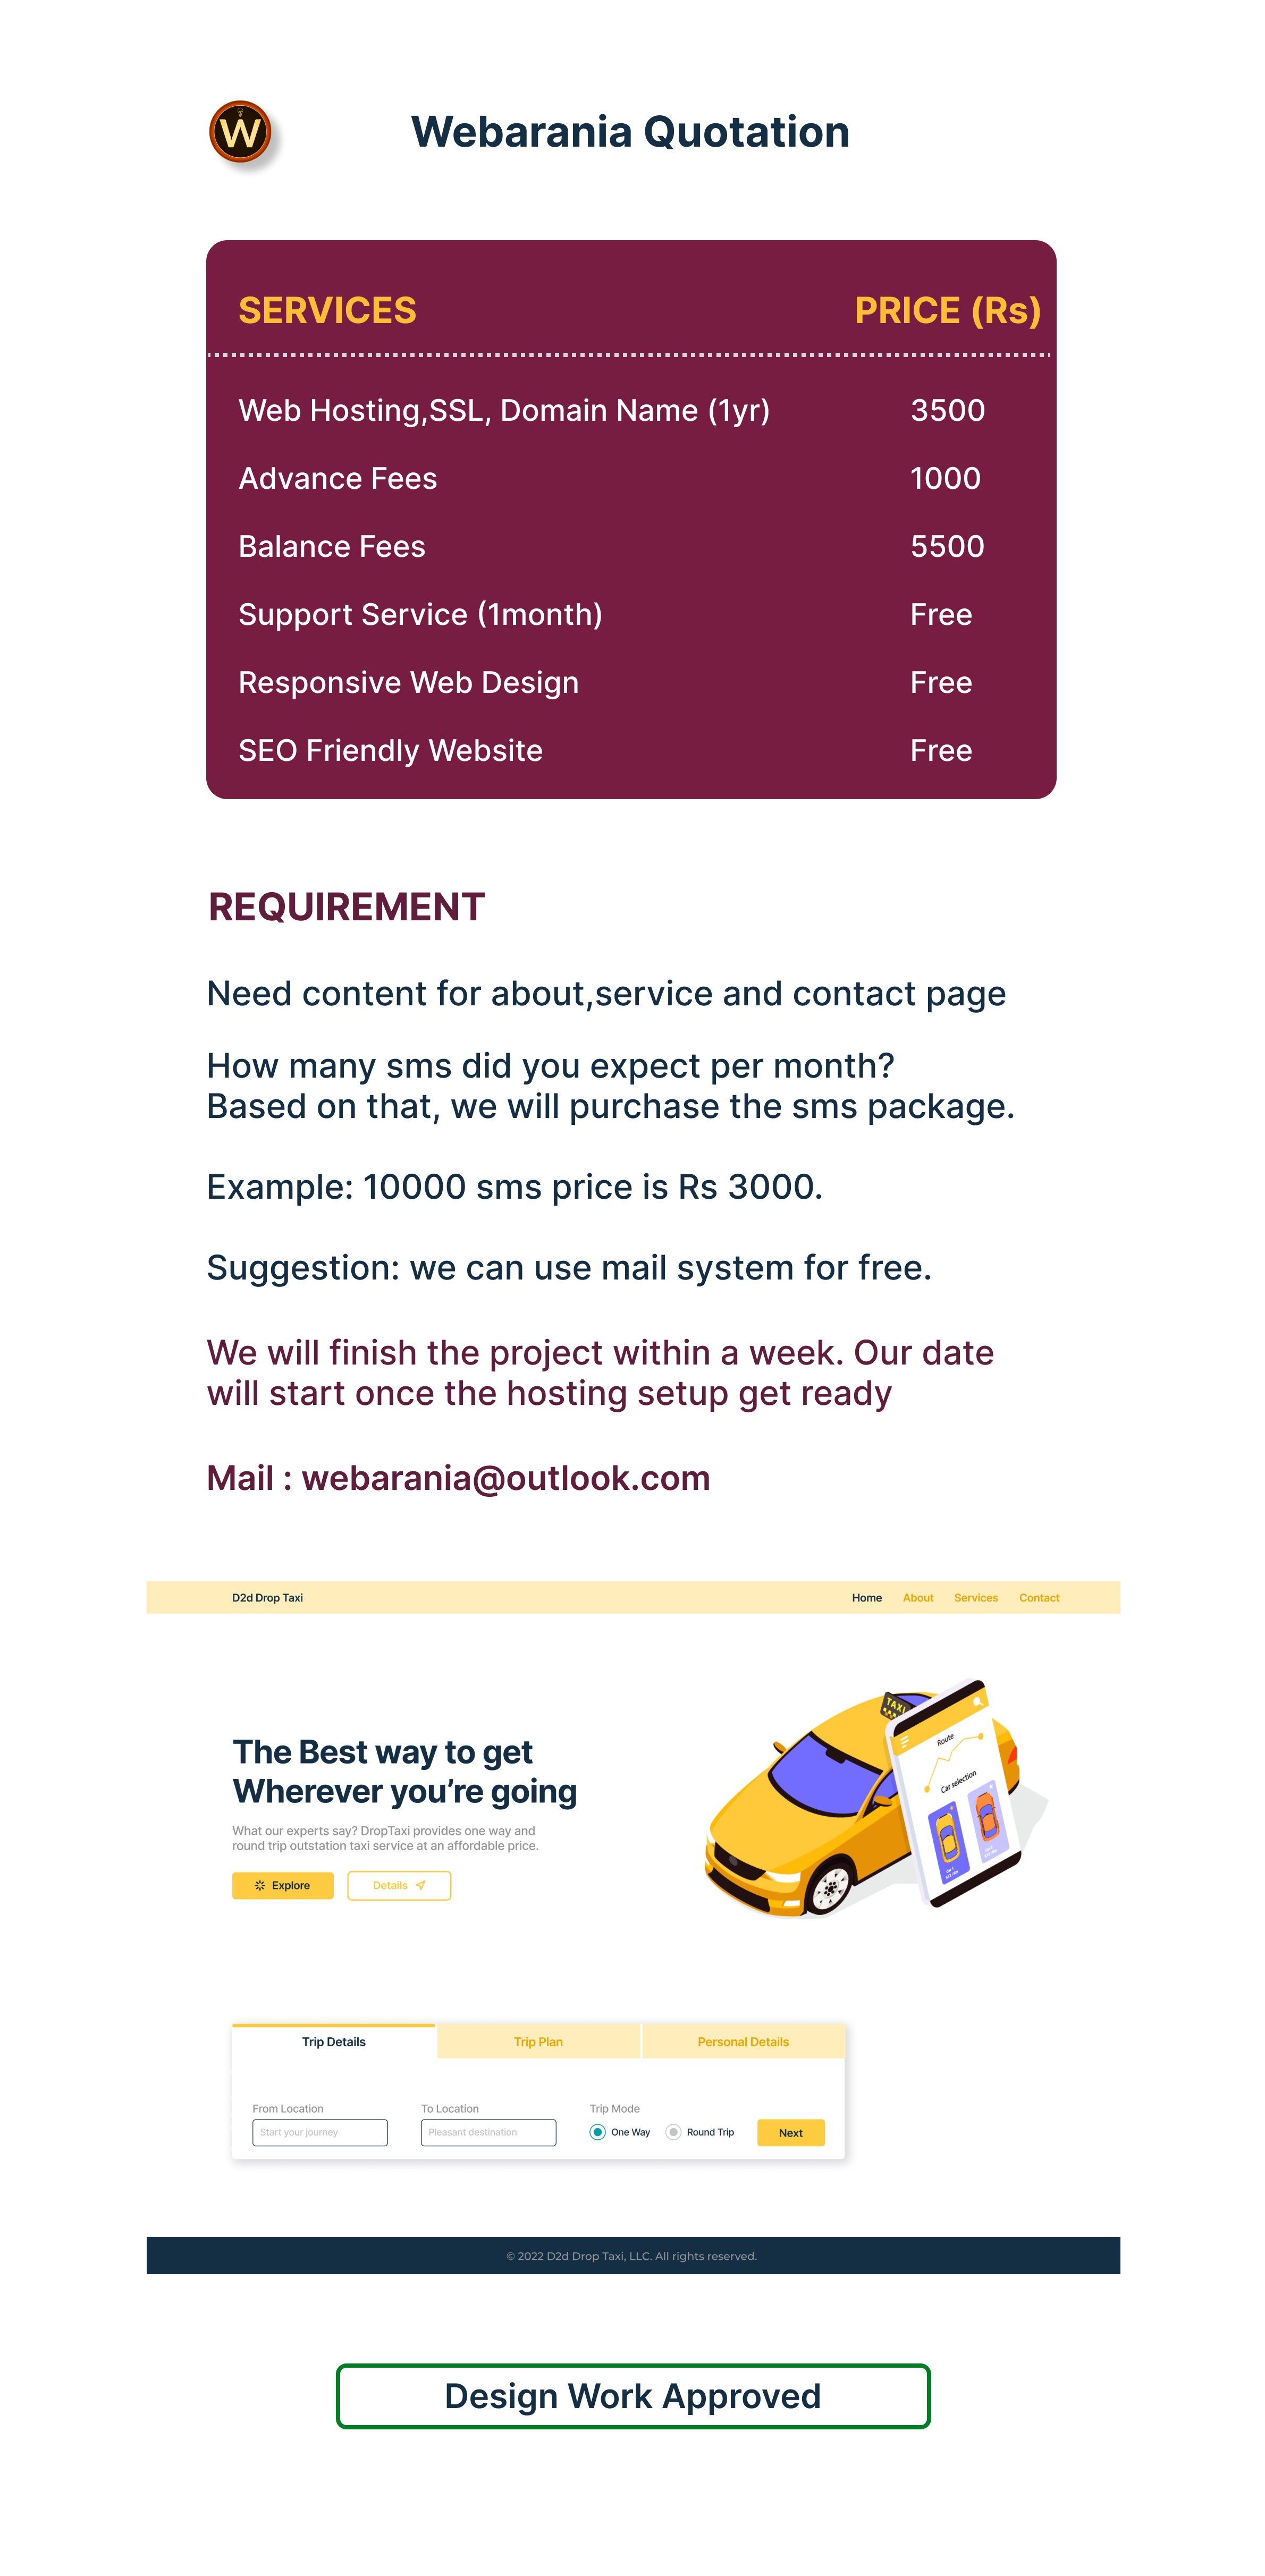 W
Webarania Quotation
SERVICES PRICE (Rs)
Web Hosting,SSL, Domain Name (1yr) 3500
Advance Fees 1000
Balance Fees 5500
Support Service (1month) Free
Responsive Web Design Free
SEO Friendly Website Free
REQUIREMENT
Need content for about,service and contact page
How many sms did you expect per month?
Based on that, we will purchase the sms package.
Example: 10000 sms price is Rs 3000.
Suggestion: we can use mail system for free.
We will finish the project within a week. Our date
will start once the hosting setup get ready
Mail : webarania@outlook.com
D2d Drop Taxi Home About Services Contact
TAXI
Route
Car selection
The Best way to get
Wherever you’re going
What our experts say? DropTaxi provides one way and
round trip outstation taxi service at an affordable price.
Explore Details
Trip Details Trip Plan Personal Details
From Location To Location Trip Mode
Start your journey Pleasant destination One Way Round Trip Next
© 2022 D2d Drop Taxi, LLC. All rights reserved.
Design Work Approved